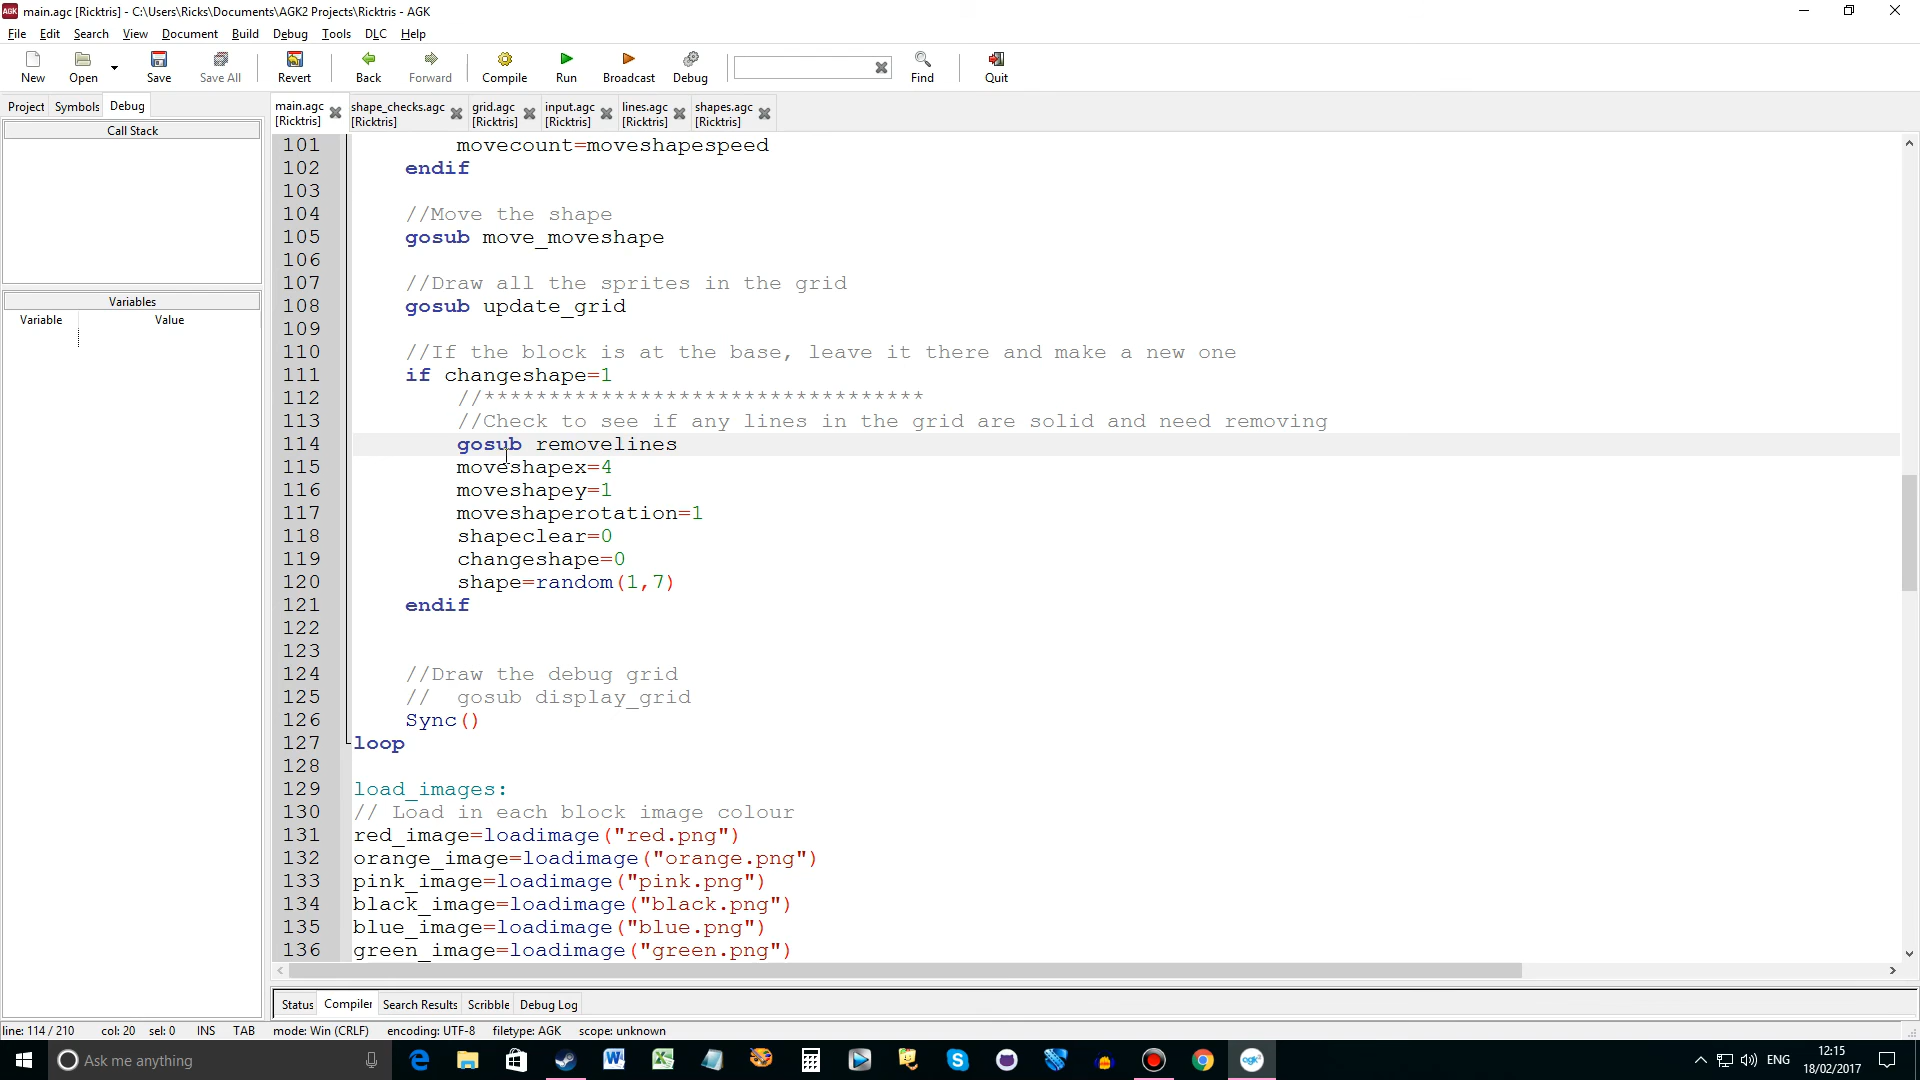 main.agc [Ricktris] - C:\Users\Ricks\Documents\AGK2 Projects\Ricktris - AGK
File Edit Search View Document Build Debug Tools DLC Help
New Open Save Save All Revert Back Forward Compile Run Broadcast Debug Find Quit
Project Symbols Debug
main.agc [Ricktris]
shape_checks.agc [Ricktris]
grid.agc [Ricktris]
input.agc [Ricktris]
lines.agc [Ricktris]
shapes.agc [Ricktris]
Call Stack
Variables
Variable Value
101 movecount=moveshapespeed
102 endif
103
104 //Move the shape
105 gosub move_moveshape
106
107 //Draw all the sprites in the grid
108 gosub update_grid
109
110 //If the block is at the base, leave it there and make a new one
111 if changeshape=1
112 //**********************************
113 //Check to see if any lines in the grid are solid and need removing
114 gosub removelines
115 moveshapex=4
116 moveshapey=1
117 moveshaperotation=1
118 shapeclear=0
119 changeshape=0
120 shape=random(1,7)
121 endif
122
123
124 //Draw the debug grid
125 // gosub display_grid
126 Sync()
127 loop
128
129 load_images:
130 // Load in each block image colour
131 red_image=loadimage("red.png")
132 orange_image=loadimage("orange.png")
133 pink_image=loadimage("pink.png")
134 black_image=loadimage("black.png")
135 blue_image=loadimage("blue.png")
136 green_image=loadimage("green.png")
Status Compiler Search Results Scribble Debug Log
line: 114 / 210 col: 20 sel: 0 INS TAB mode: Win (CRLF) encoding: UTF-8 filetype: AGK scope: unknown
Ask me anything
ENG
12:15
18/02/2017